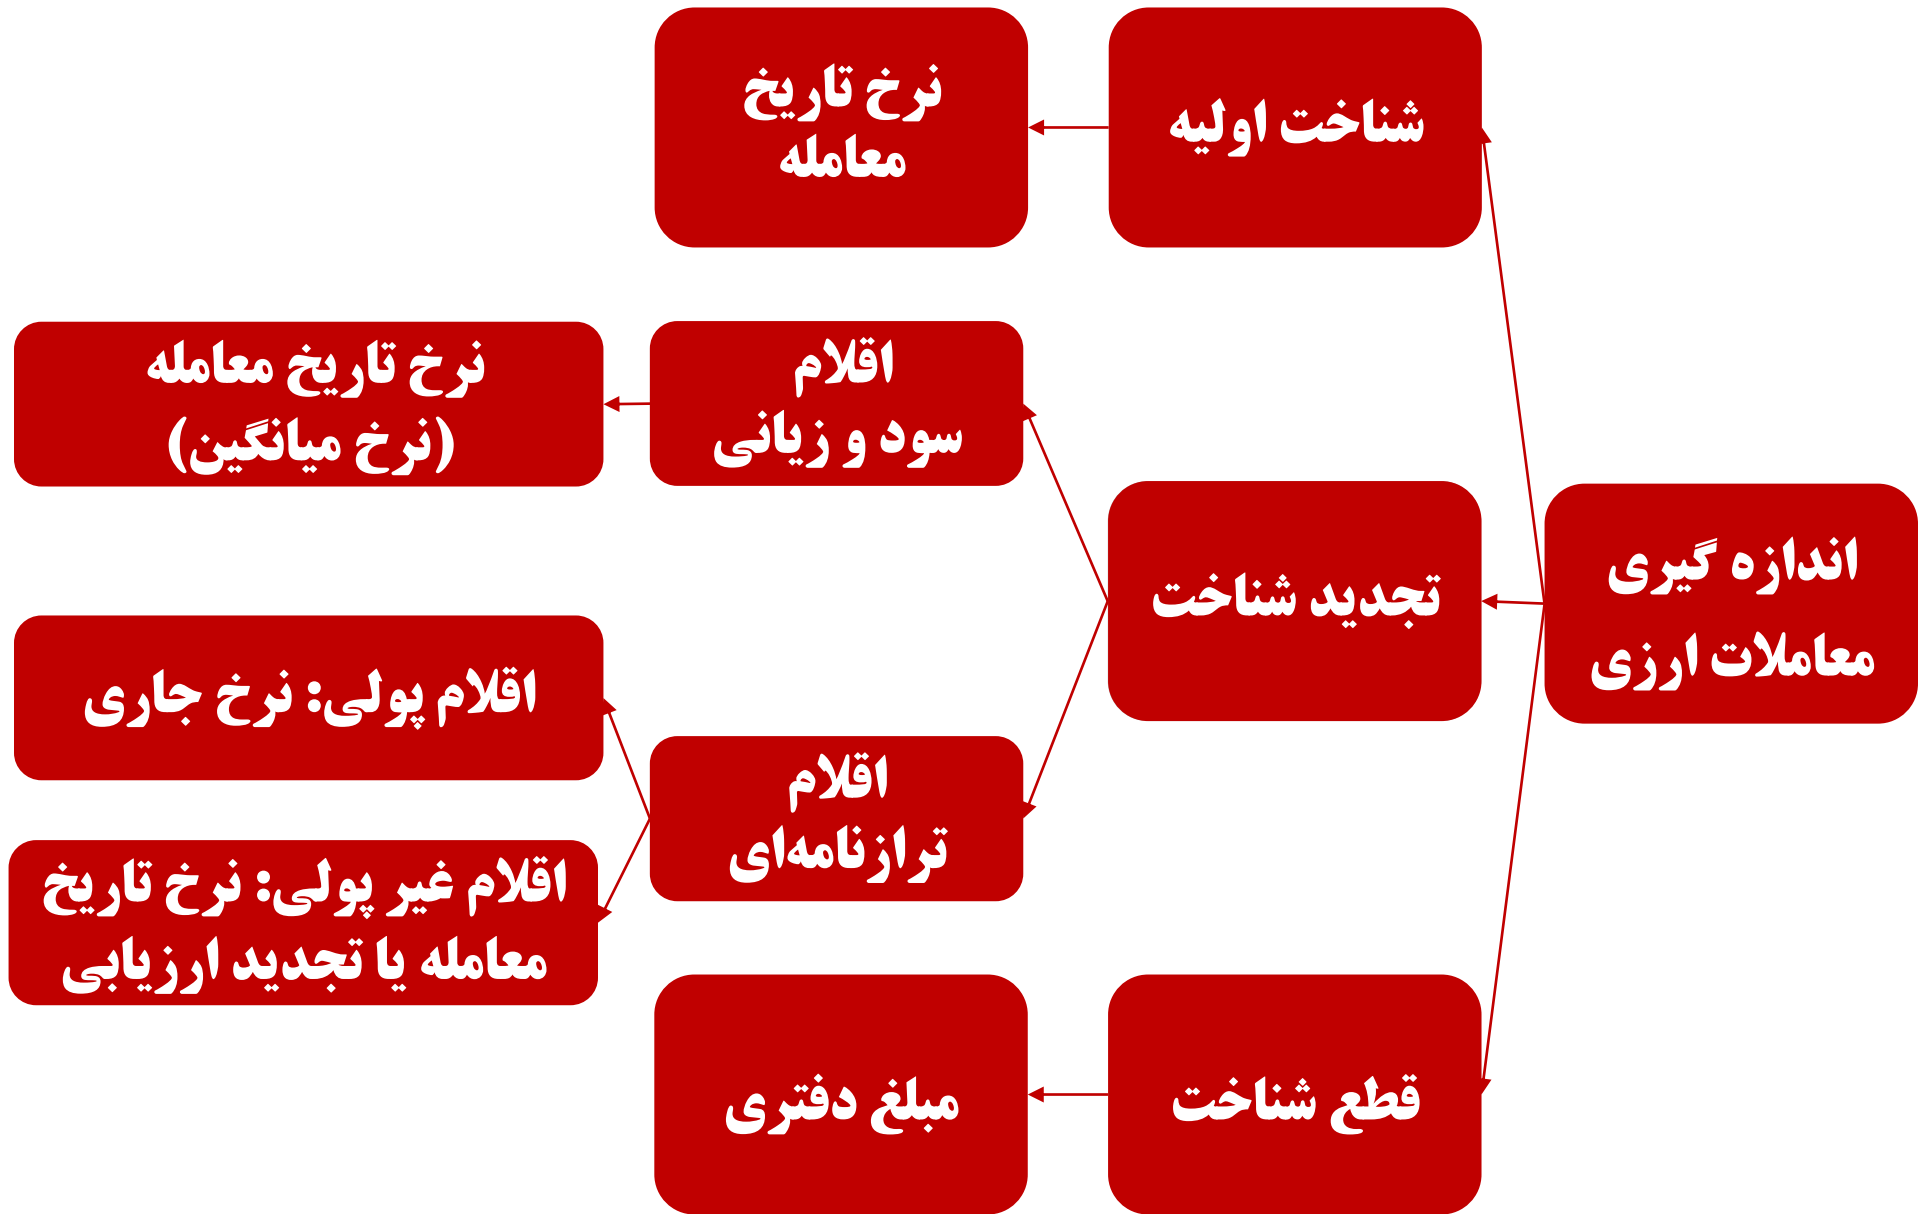 اندازه گیری
معاملات ارزی
شناخت اولیه
نرخ تاریخ
معامله
تجدید شناخت
اقلام
سود و زیانی
نرخ تاریخ معامله
(نرخ میانگین)
اقلام
ترازنامه‌ای
اقلام پولی: نرخ جاری
اقلام غیر پولی: نرخ تاریخ
معامله یا تجدید ارزیابی
قطع شناخت
مبلغ دفتری